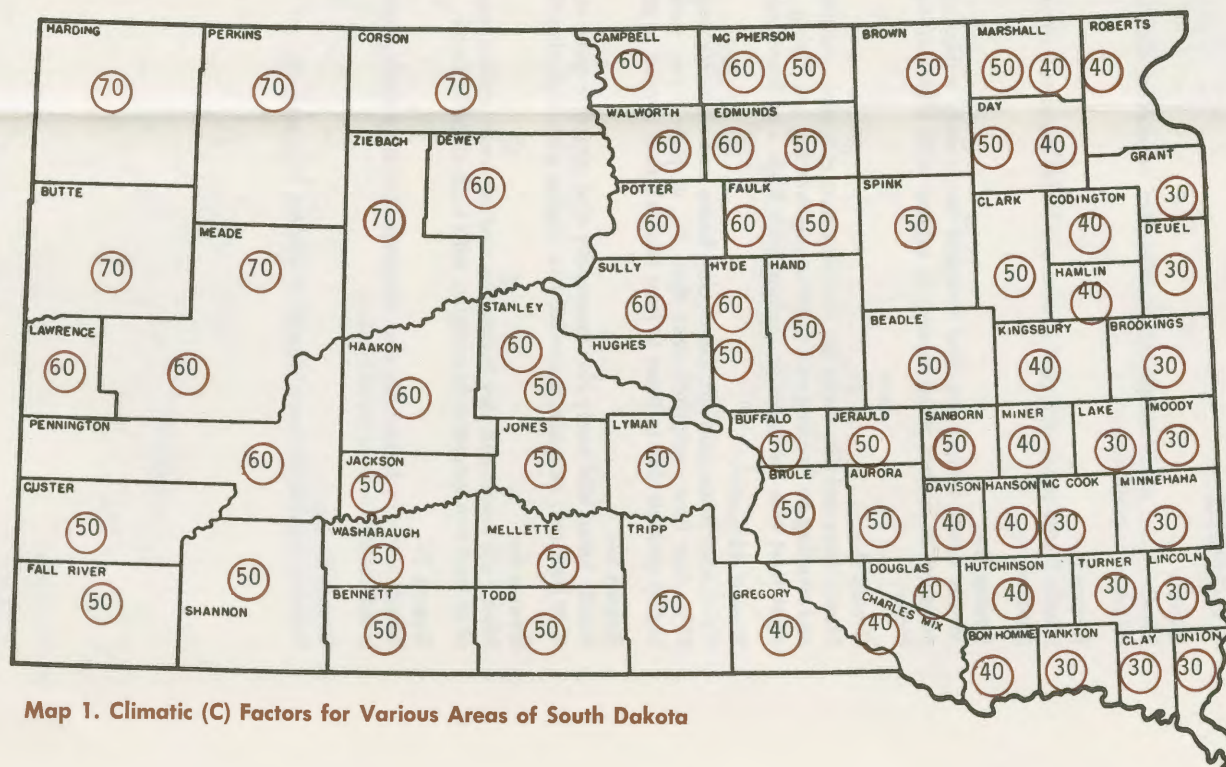 HARDING
70
PERKINS
70
CORSON
70
CAMPBELL
60
MC PHERSON
60 50
BROWN
50
MARSHALL
50 40
ROBERTS
40
WALWORTH
60
EDMUNDS
60 50
DAY
50 40
ZIEBACH
70
DEWEY
60
GRANT
30
BUTTE
70
MEADE
70
60
POTTER
60
FAULK
60 50
SPINK
50
CLARK
50
CODINGTON
40
DEUEL
30
HAMLIN
40
SULLY
60
HYDE
60
50
HAND
50
STANLEY
60
50
HUGHES
BEADLE
50
KINGSBURY
40
BROOKINGS
30
LAWRENCE
60
HAAKON
60
PENNINGTON
60
JACKSON
50
JONES
50
LYMAN
50
BUFFALO
50
JERAULD
50
SANBORN
50
MINER
40
LAKE
30
MOODY
30
CUSTER
50
BRULE
50
AURORA
50
DAVISON
40
HANSON
40
MC COOK
30
MINNEHAHA
30
WASHABAUGH
50
MELLETTE
50
TRIPP
50
FALL RIVER
50
SHANNON
50
BENNETT
50
TODD
50
GREGORY
40
DOUGLAS
40
CHARLES MIX
40
HUTCHINSON
40
TURNER
30
LINCOLN
30
BON HOMME
40
YANKTON
30
CLAY
30
UNION
30
Map 1. Climatic (C) Factors for Various Areas of South Dakota